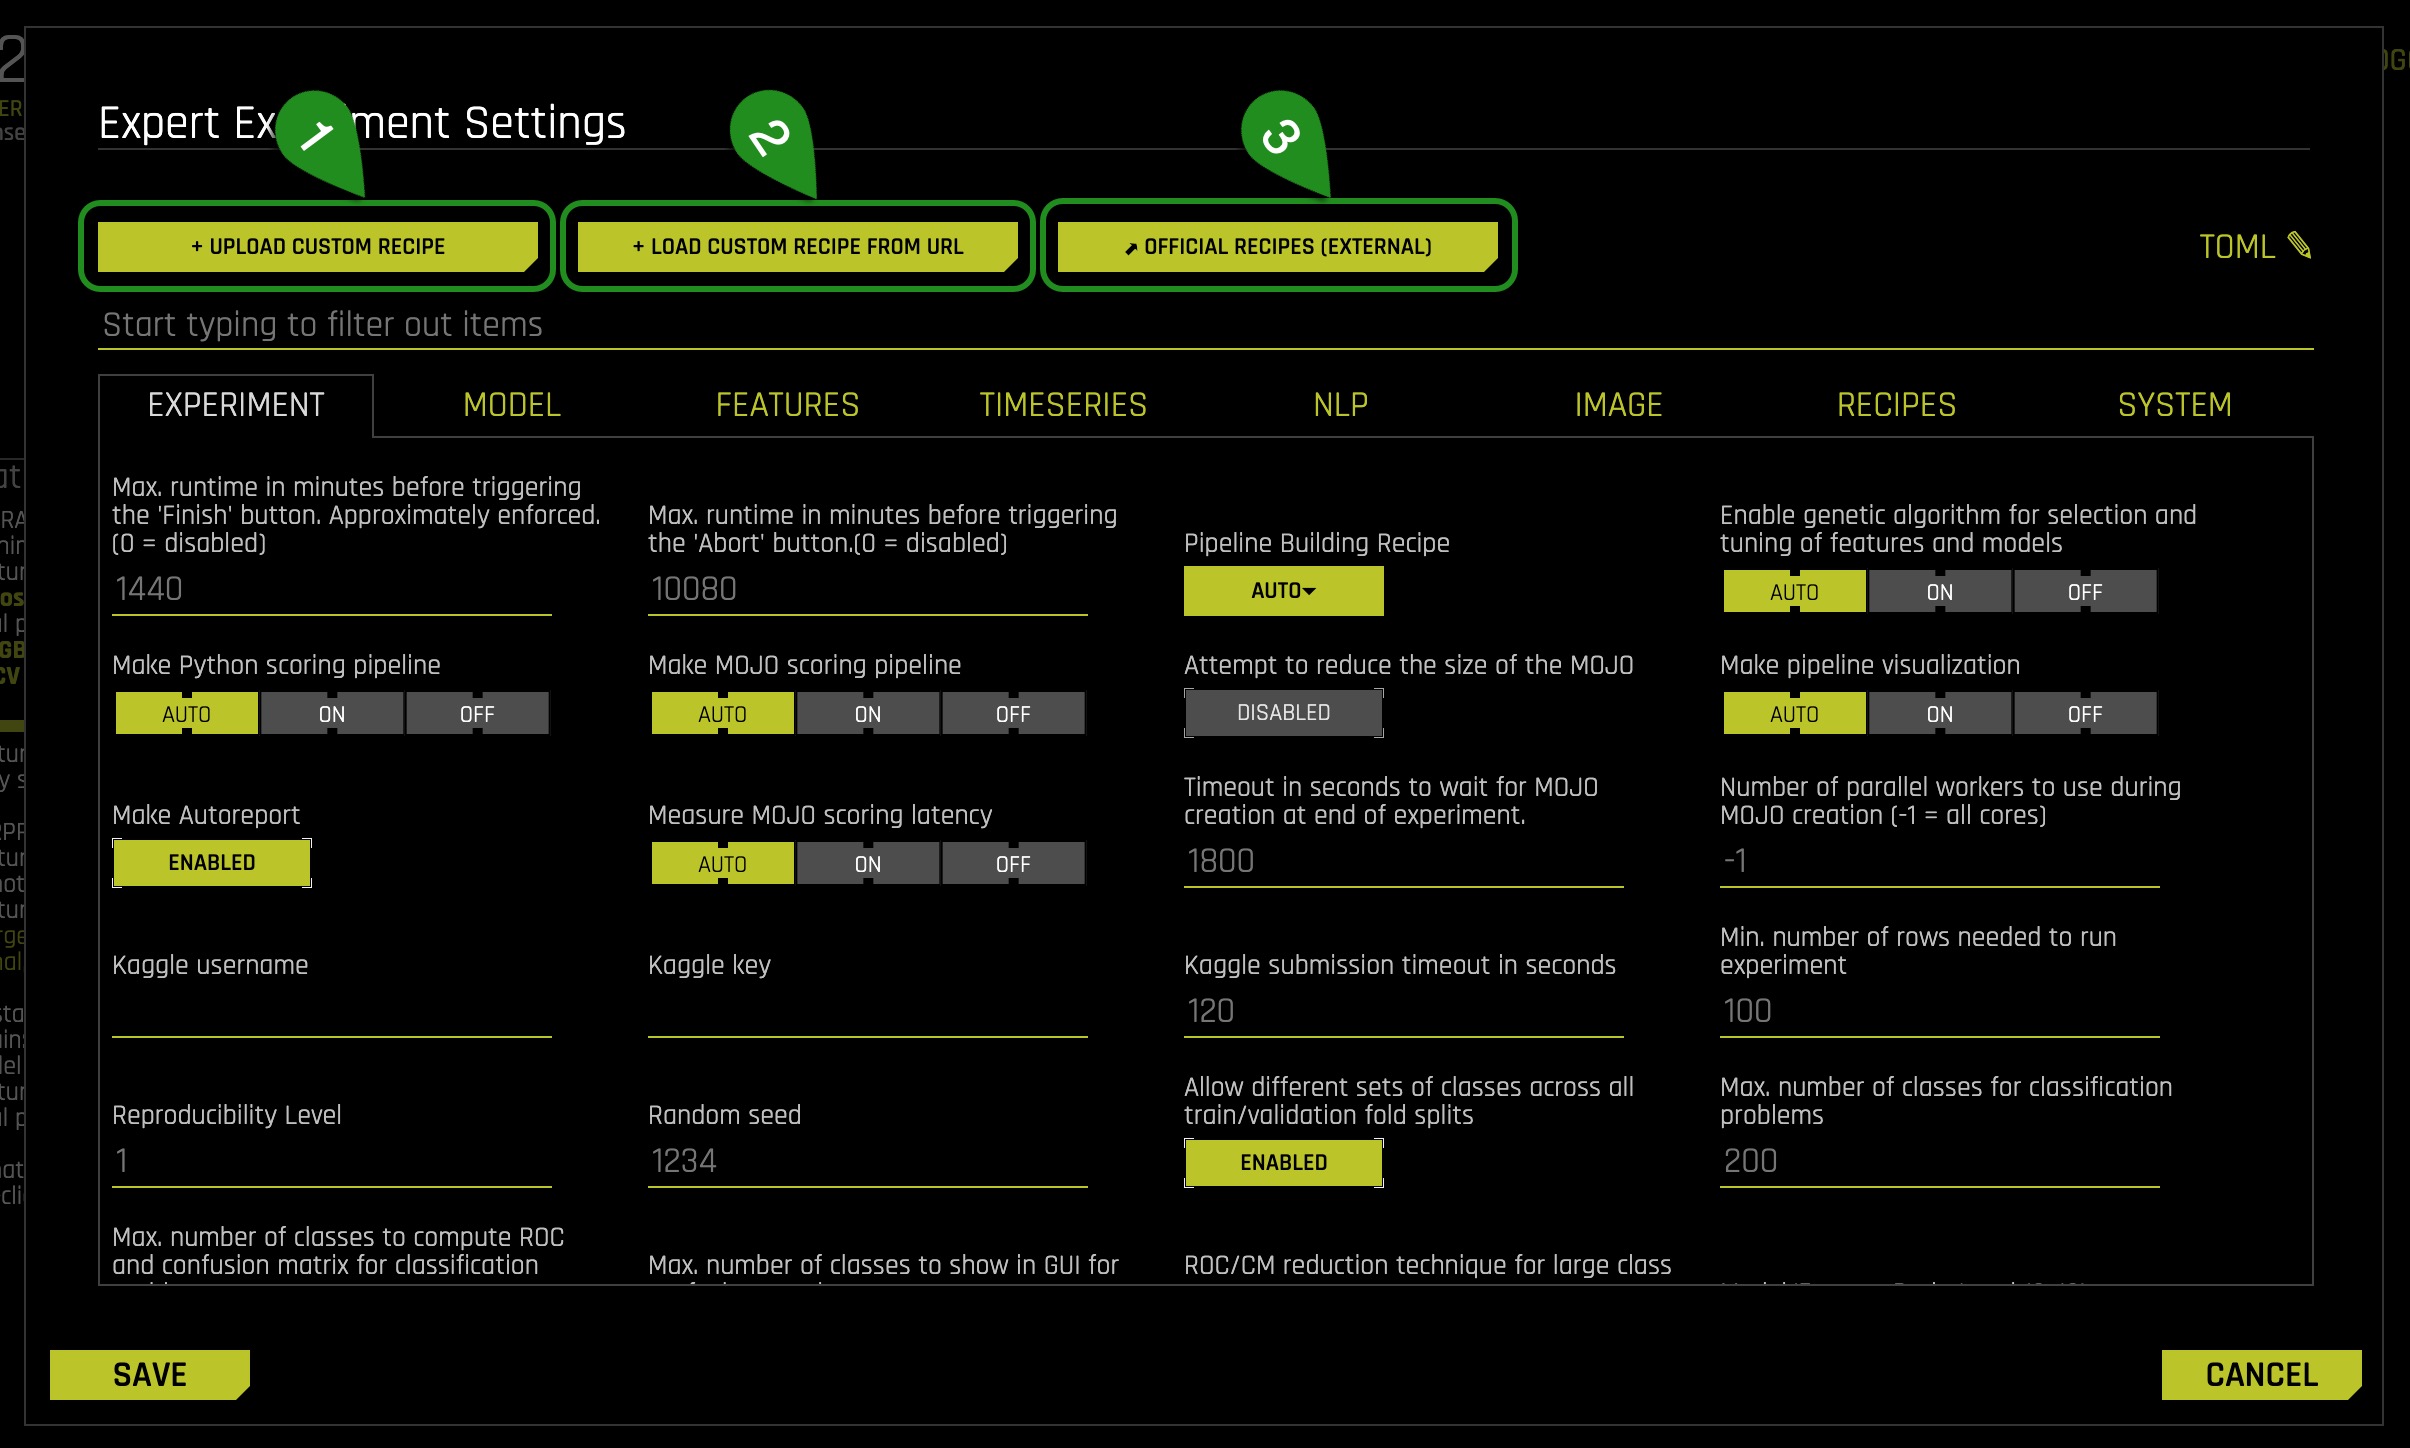 Expert Ex ment Settings
1
2
3
+ UPLOAD CUSTOM RECIPE
+ LOAD CUSTOM RECIPE FROM URL
OFFICIAL RECIPES (EXTERNAL)
TOML
Start typing to filter out items
EXPERIMENT
MODEL
FEATURES
TIMESERIES
NLP
IMAGE
RECIPES
SYSTEM
Max. runtime in minutes before triggering
the 'Finish' button. Approximately enforced.
(0 = disabled)
1440
Max. runtime in minutes before triggering
the 'Abort' button.(0 = disabled)
10080
Pipeline Building Recipe
AUTO
Enable genetic algorithm for selection and
tuning of features and models
AUTO ON OFF
Make Python scoring pipeline
AUTO ON OFF
Make MOJO scoring pipeline
AUTO ON OFF
Attempt to reduce the size of the MOJO
DISABLED
Make pipeline visualization
AUTO ON OFF
Make Autoreport
ENABLED
Measure MOJO scoring latency
AUTO ON OFF
Timeout in seconds to wait for MOJO
creation at end of experiment.
1800
Number of parallel workers to use during
MOJO creation (-1 = all cores)
-1
Kaggle username
Kaggle key
Kaggle submission timeout in seconds
120
Min. number of rows needed to run
experiment
100
Reproducibility Level
1
Random seed
1234
Allow different sets of classes across all
train/validation fold splits
ENABLED
Max. number of classes for classification
problems
200
Max. number of classes to compute ROC
and confusion matrix for classification
Max. number of classes to show in GUI for
ROC/CM reduction technique for large class
SAVE
CANCEL